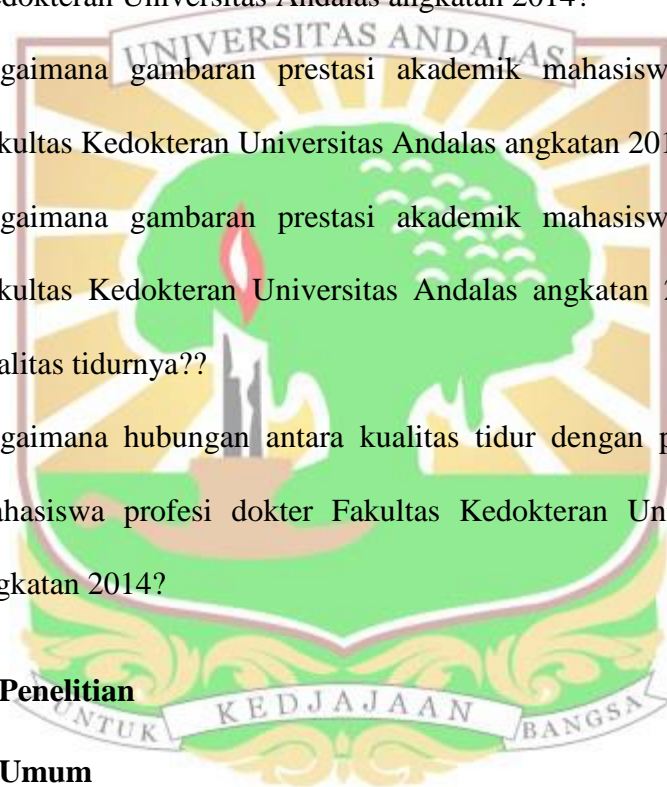 edokteran Universitas Andalas angkatan 2014?
UNIVERSITAS ANDALAS
gaimana gambaran prestasi akademik mahasisw
kultas Kedokteran Universitas Andalas angkatan 201
gaimana gambaran prestasi akademik mahasisw
kultas Kedokteran Universitas Andalas angkatan 2
alitas tidurnya??
gaimana hubungan antara kualitas tidur dengan p
ahasiswa profesi dokter Fakultas Kedokteran Un
gkatan 2014?
Penelitian
UNTUK KEDJAJAAN BANGSA
Umum